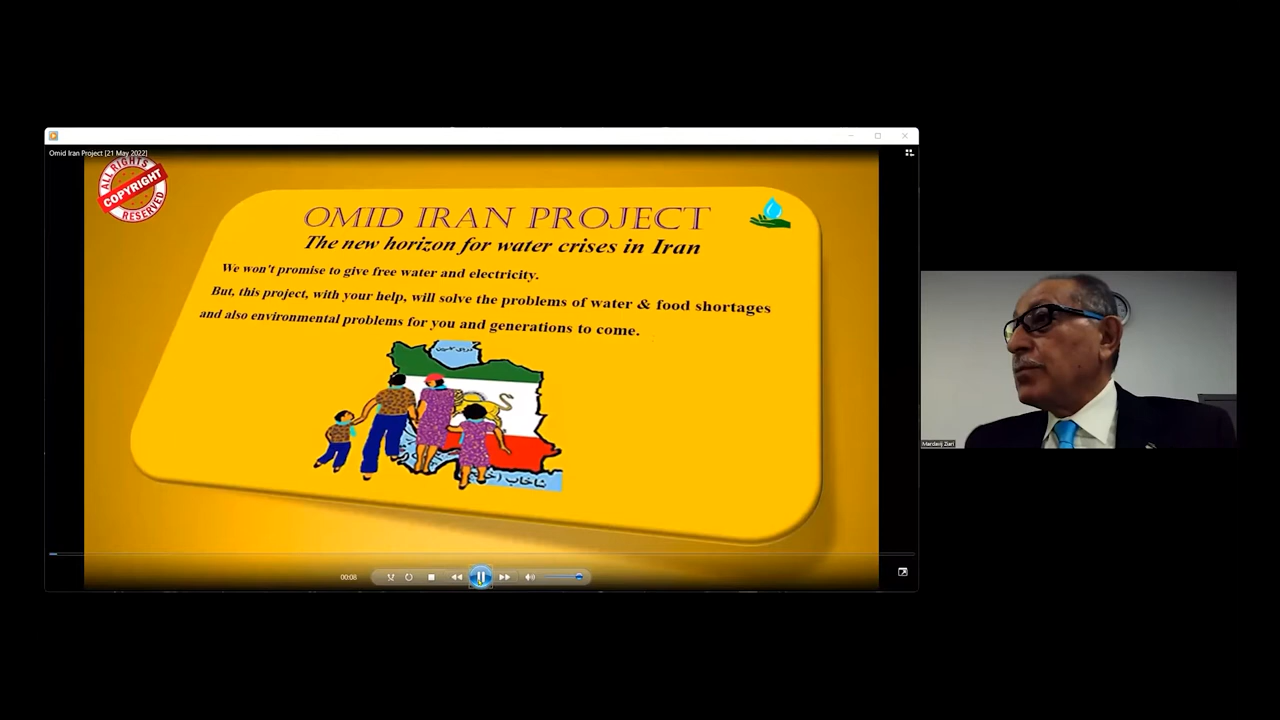 Omid Iran Project [21 May 2022]
ALL RIGHTS
COPYRIGHT
RESERVED
OMID IRAN PROJECT
The new horizon for water crises in Iran
We won't promise to give free water and electricity.
But, this project, with your help, will solve the problems of water & food shortages
and also environmental problems for you and generations to come.
Mardavij Ziari
00:08